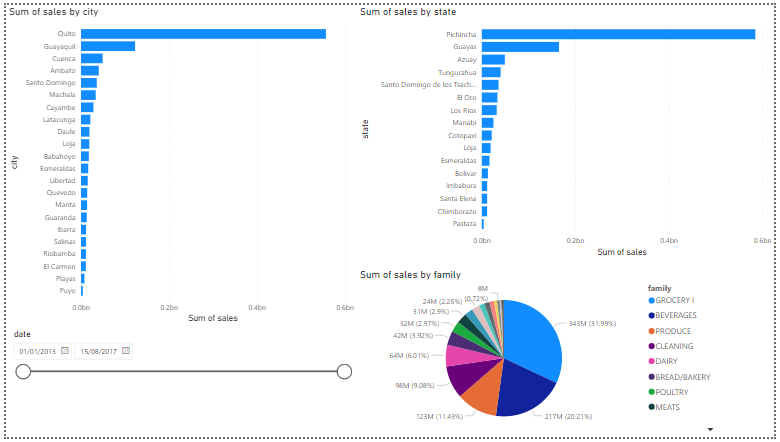 Sum of sales by city
city
Quito
Guayaquil
Cuenca
Ambato
Santo Domingo
Machala
Cayambe
Latacunga
Daule
Loja
Babahoyo
Esmeraldas
Libertad
Quevedo
Manta
Guaranda
Ibarra
Salinas
Riobamba
El Carmen
Playas
Puyo
0.0bn 0.2bn 0.4bn 0.6bn
Sum of sales
Sum of sales by state
state
Pichincha
Guayas
Azuay
Tungurahua
Santo Domingo de los Tsach...
El Oro
Los Rios
Manabi
Cotopaxi
Loja
Esmeraldas
Bolivar
Imbabura
Santa Elena
Chimborazo
Pastaza
0.0bn 0.2bn 0.4bn 0.6bn
Sum of sales
date
01/01/2013 15/08/2017
Sum of sales by family
343M (31.99%)
217M (20.21%)
123M (11.43%)
98M (9.08%)
64M (6.01%)
42M (3.92%)
32M (2.97%)
31M (2.9%)
24M (2.25%)
8M
(0.72%)
family
GROCERY I
BEVERAGES
PRODUCE
CLEANING
DAIRY
BREAD/BAKERY
POULTRY
MEATS